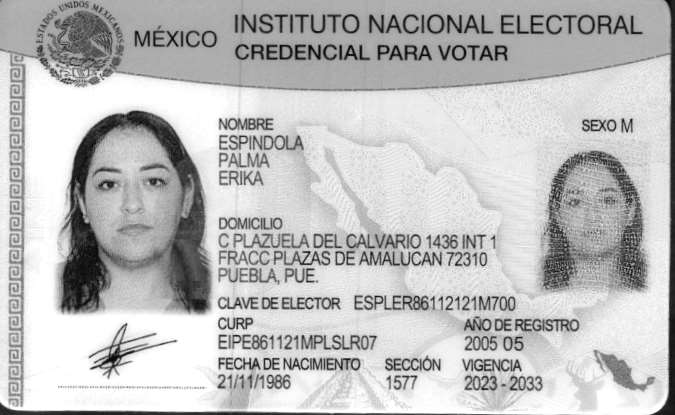 ESTADOS UNIDOS MEXICANOS
MÉXICO INSTITUTO NACIONAL ELECTORAL
CREDENCIAL PARA VOTAR
NOMBRE
ESPINDOLA
PALMA
ERIKA
SEXO M
DOMICILIO
C PLAZUELA DEL CALVARIO 1436 INT 1
FRACC PLAZAS DE AMALUCAN 72310
PUEBLA, PUE.
CLAVE DE ELECTOR ESPLER86112121M700
CURP AÑO DE REGISTRO
EIPE861121MPLSLR07 2005 05
FECHA DE NACIMIENTO SECCIÓN VIGENCIA
21/11/1986 1577 2023 - 2033